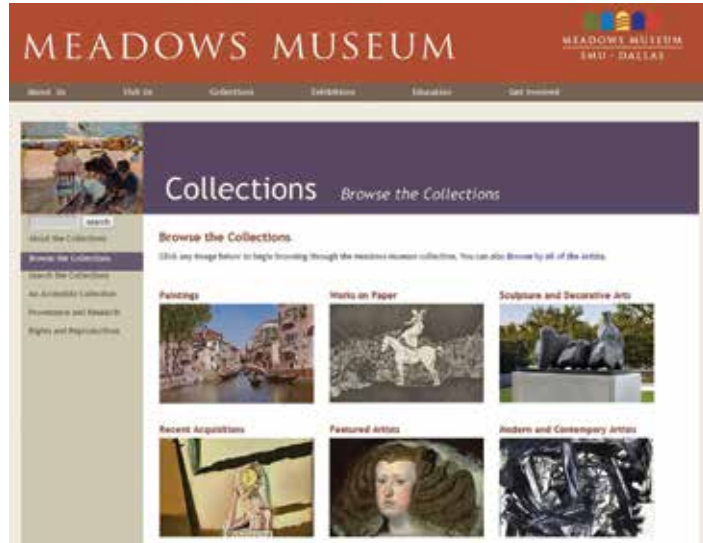 MEADOWS MUSEUM
MEADOWS MUSEUM
SMU · DALLAS
About Us
Visit Us
Collections
Exhibitions
Education
Get Involved
Collections Browse the Collections
search
About the Collections
Browse the Collections
Search the Collections
An Accessible Collection
Provenance and Research
Rights and Reproductions
Browse the Collections
Click any image below to begin browsing through the Meadows Museum collection. You can also Browse by all of the Artists.
Paintings
Works on Paper
Sculpture and Decorative Arts
Recent Acquisitions
Featured Artists
Modern and Contempory Artists